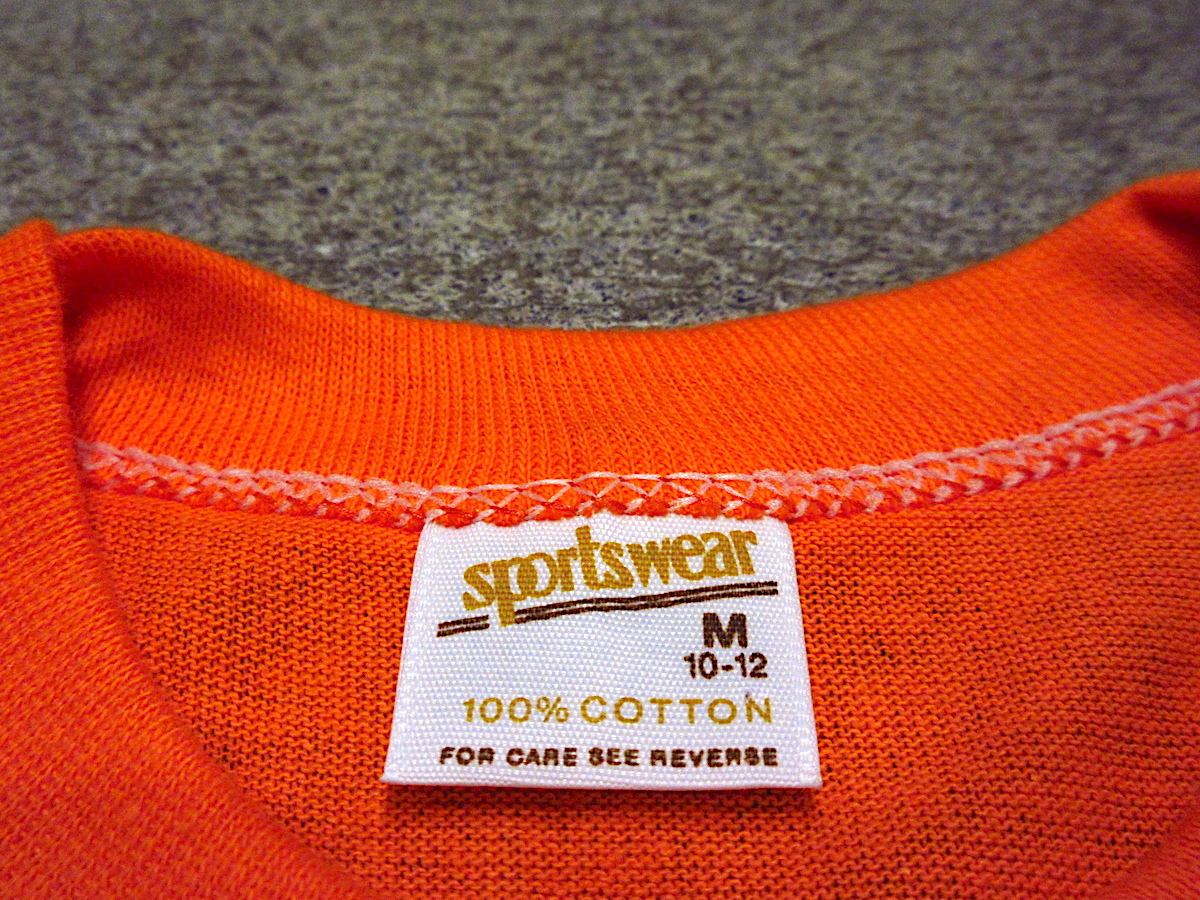 sportswear
M
10-12
100% COTTON
FOR CARE SEE REVERSE